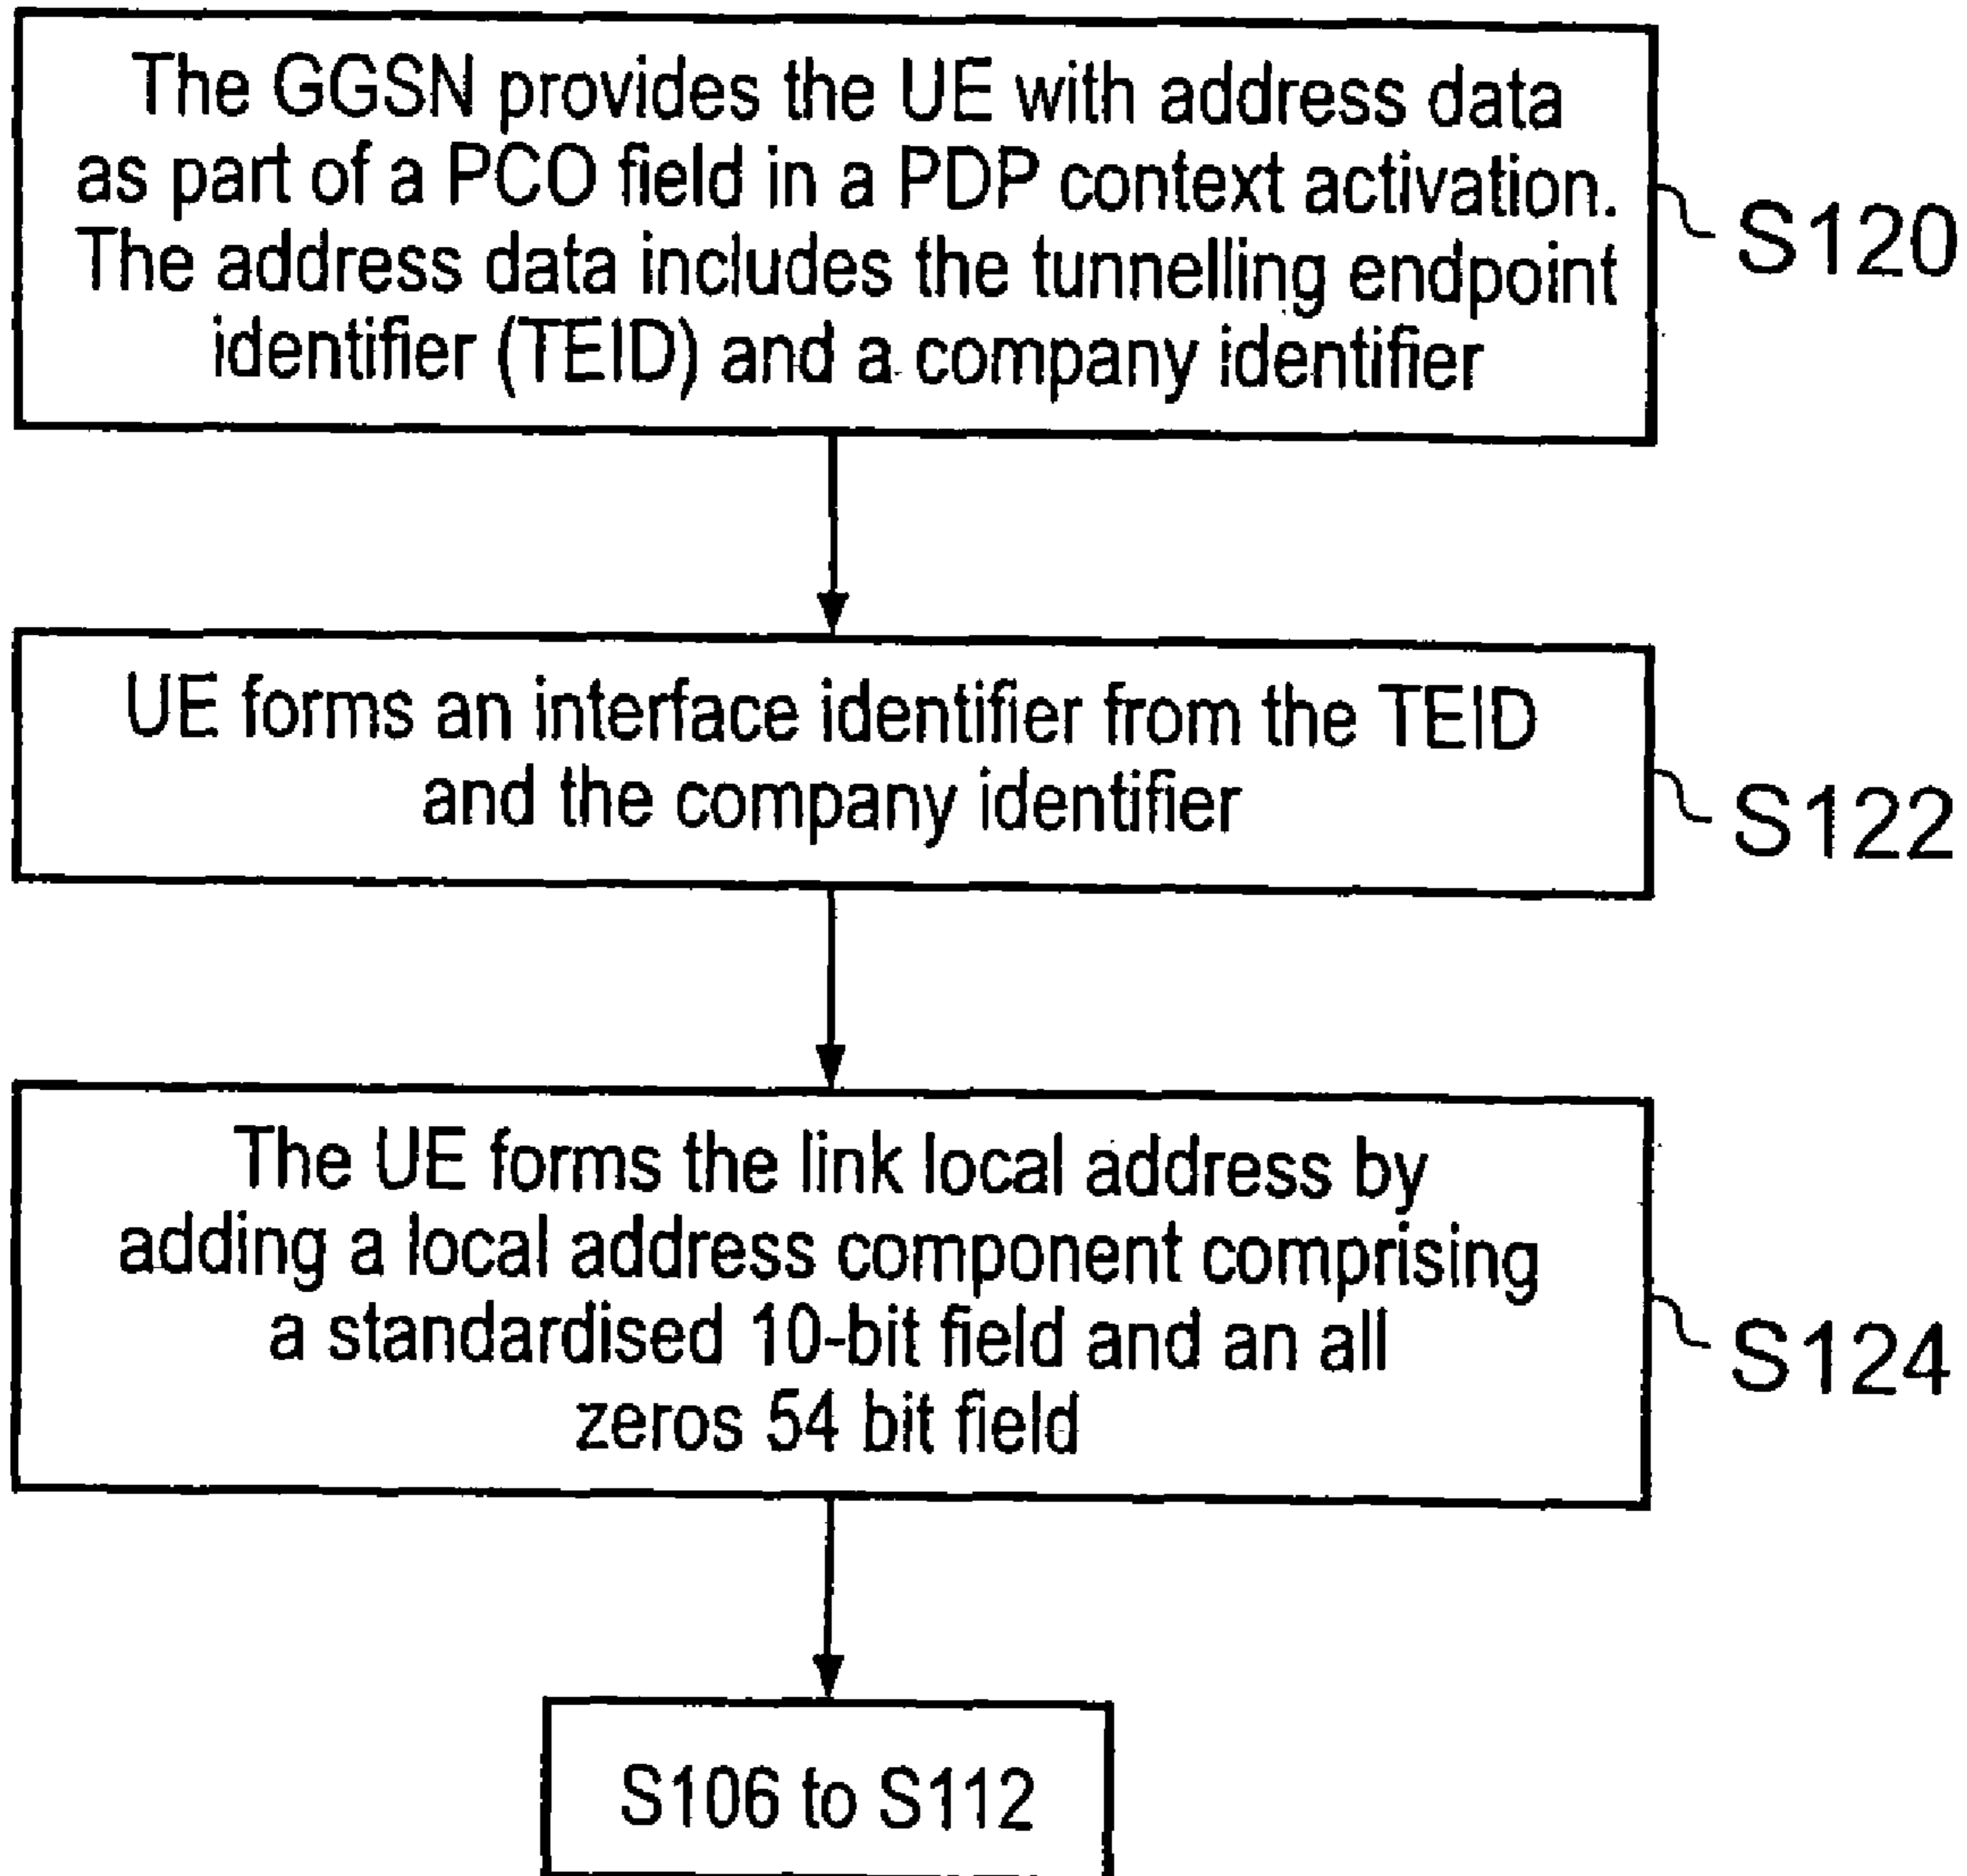 The GGSN provides the UE with address data
as part of a PCO field in a PDP context activation.
The address data includes the tunnelling endpoint
identifier (TEID) and a company identifier
S120
UE forms an interface identifier from the TEID
and the company identifier
S122
The UE forms the link local address by
adding a local address component comprising
a standardised 10-bit field and an all
zeros 54 bit field
S124
S106 to S112